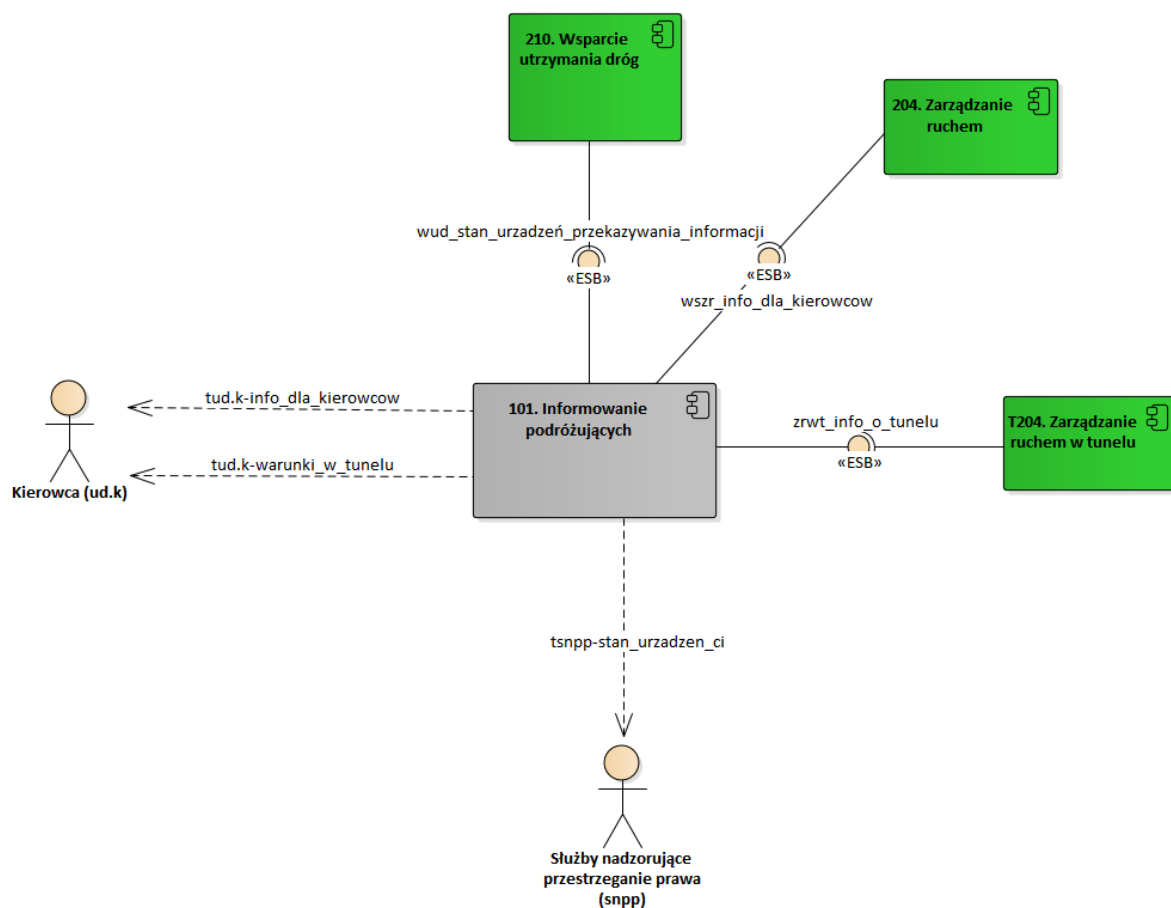 210. Wsparcie
utrzymania dróg
204. Zarządzanie
ruchem
wud_stan_urzadzeń_przekazywania_informacji
«ESB»
«ESB»
wszr_info_dla_kierowcow
tud.k-info_dla_kierowcow
101. Informowanie
podróżujących
zrwt_info_o_tunelu
«ESB»
T204. Zarządzanie
ruchem w tunelu
tud.k-warunki_w_tunelu
Kierowca (ud.k)
tsnpp-stan_urzadzen_ci
Służby nadzorujące
przestrzeganie prawa
(snpp)